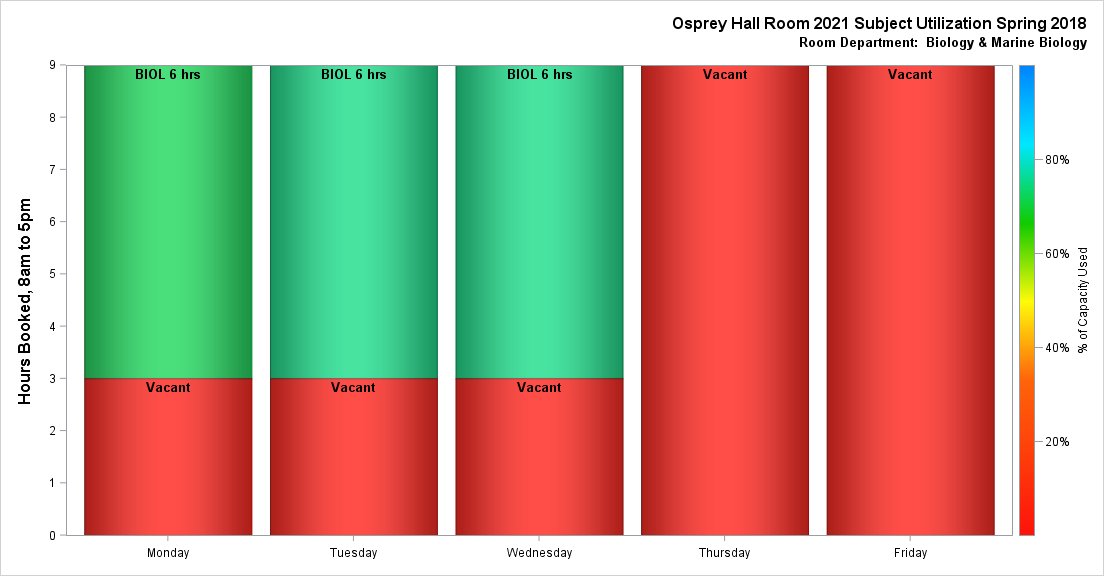 Osprey Hall Room 2021 Subject Utilization Spring 2018
Room Department: Biology & Marine Biology
Hours Booked, 8am to 5pm
9
8
7
6
5
4
3
2
1
0
BIOL 6 hrs
BIOL 6 hrs
BIOL 6 hrs
Vacant
Vacant
Vacant
Vacant
Vacant
Monday
Tuesday
Wednesday
Thursday
Friday
80%
60%
40%
20%
% of Capacity Used